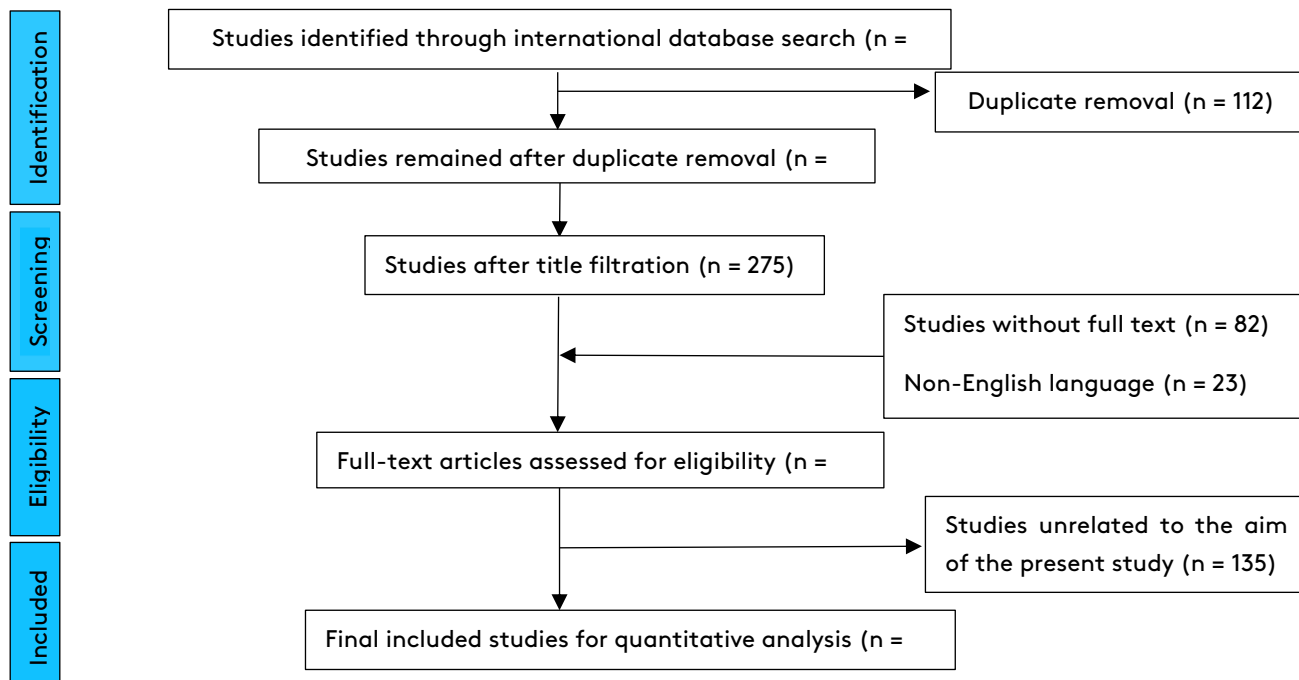 Identification
Studies identified through international database search (n =
Duplicate removal (n = 112)
Studies remained after duplicate removal (n =
Screening
Studies after title filtration (n = 275)
Studies without full text (n = 82)
Non-English language (n = 23)
Eligibility
Full-text articles assessed for eligibility (n =
Studies unrelated to the aim
of the present study (n = 135)
Included
Final included studies for quantitative analysis (n =